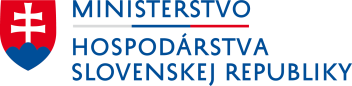 MINISTERSTVO
HOSPODÁRSTVA
SLOVENSKEJ REPUBLIKY